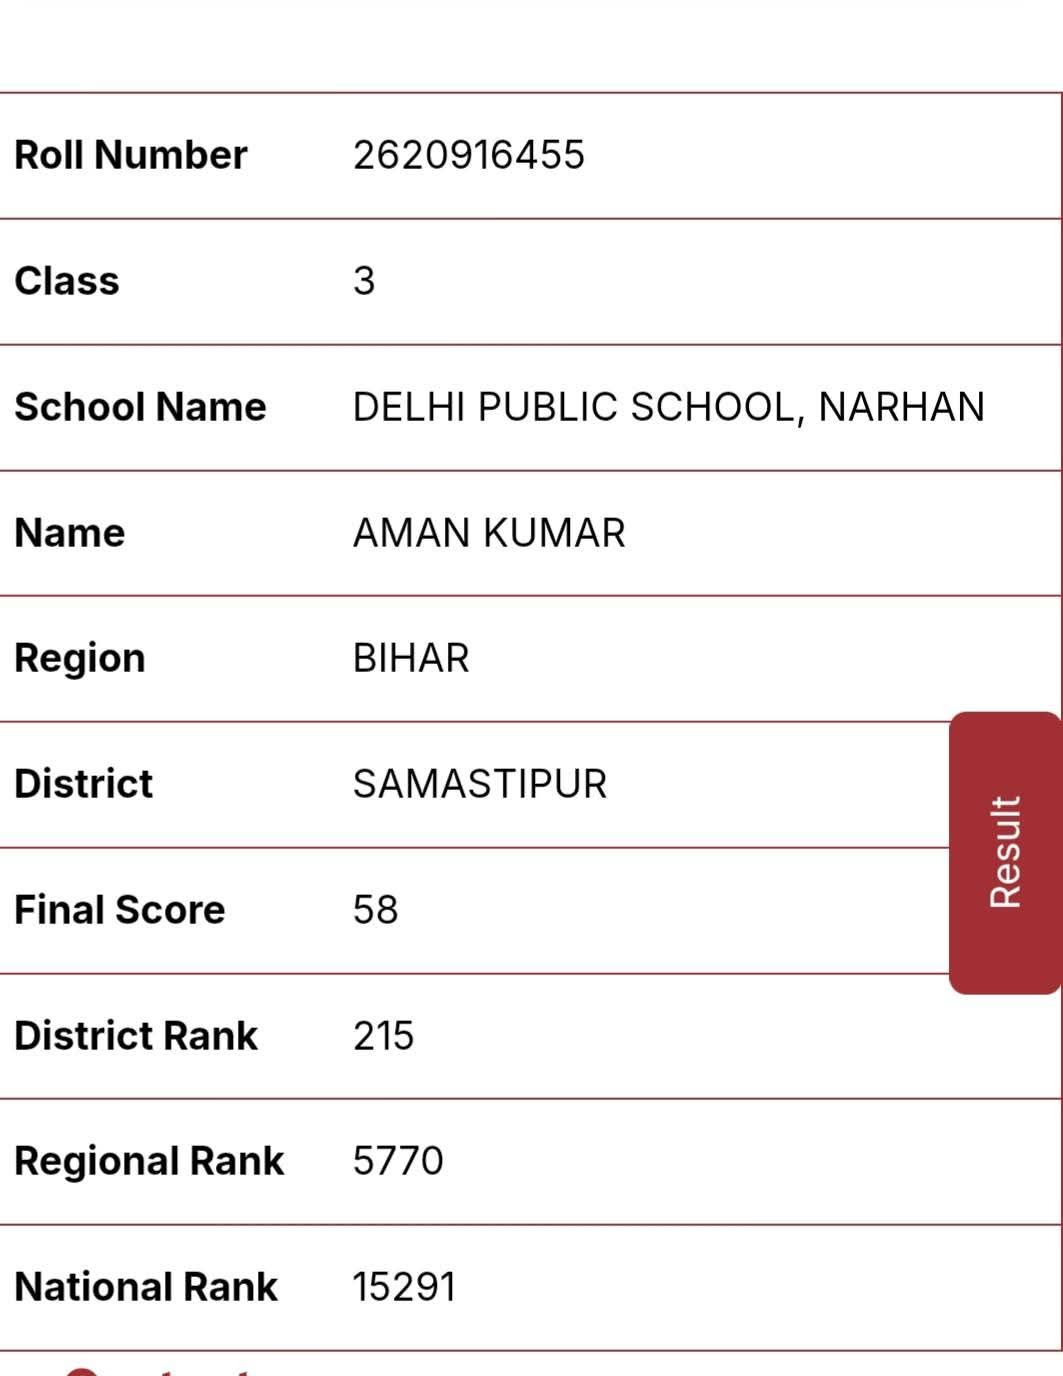 Roll Number 2620916455
Class 3
School Name DELHI PUBLIC SCHOOL, NARHAN
Name AMAN KUMAR
Region BIHAR
District SAMASTIPUR
Final Score 58
District Rank 215
Regional Rank 5770
National Rank 15291
Result